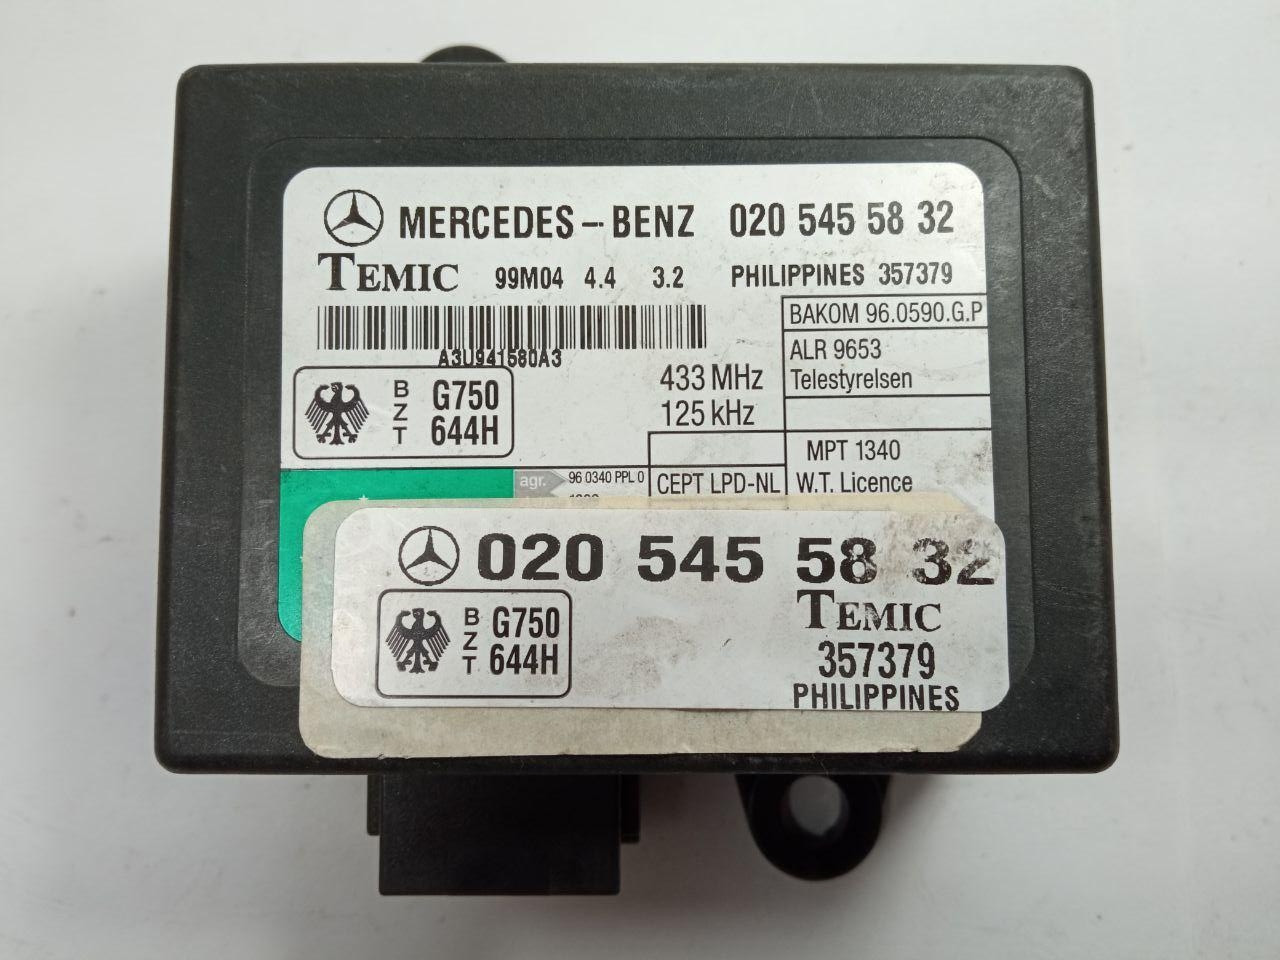 MERCEDES-BENZ 020 545 58 32
TEMIC 99M04 4.4 3.2 PHILIPPINES 357379
A3U941580A3
BAKOM 96.0590.G.P
ALR 9653
Telestyrelsen
433 MHz
125 kHz
BZT G750
644H
MPT 1340
W.T. Licence
CEPT LPD-NL
agr. 96 0340 PPL 0
020 545 58 32
BZT G750
644H
TEMIC
357379
PHILIPPINES